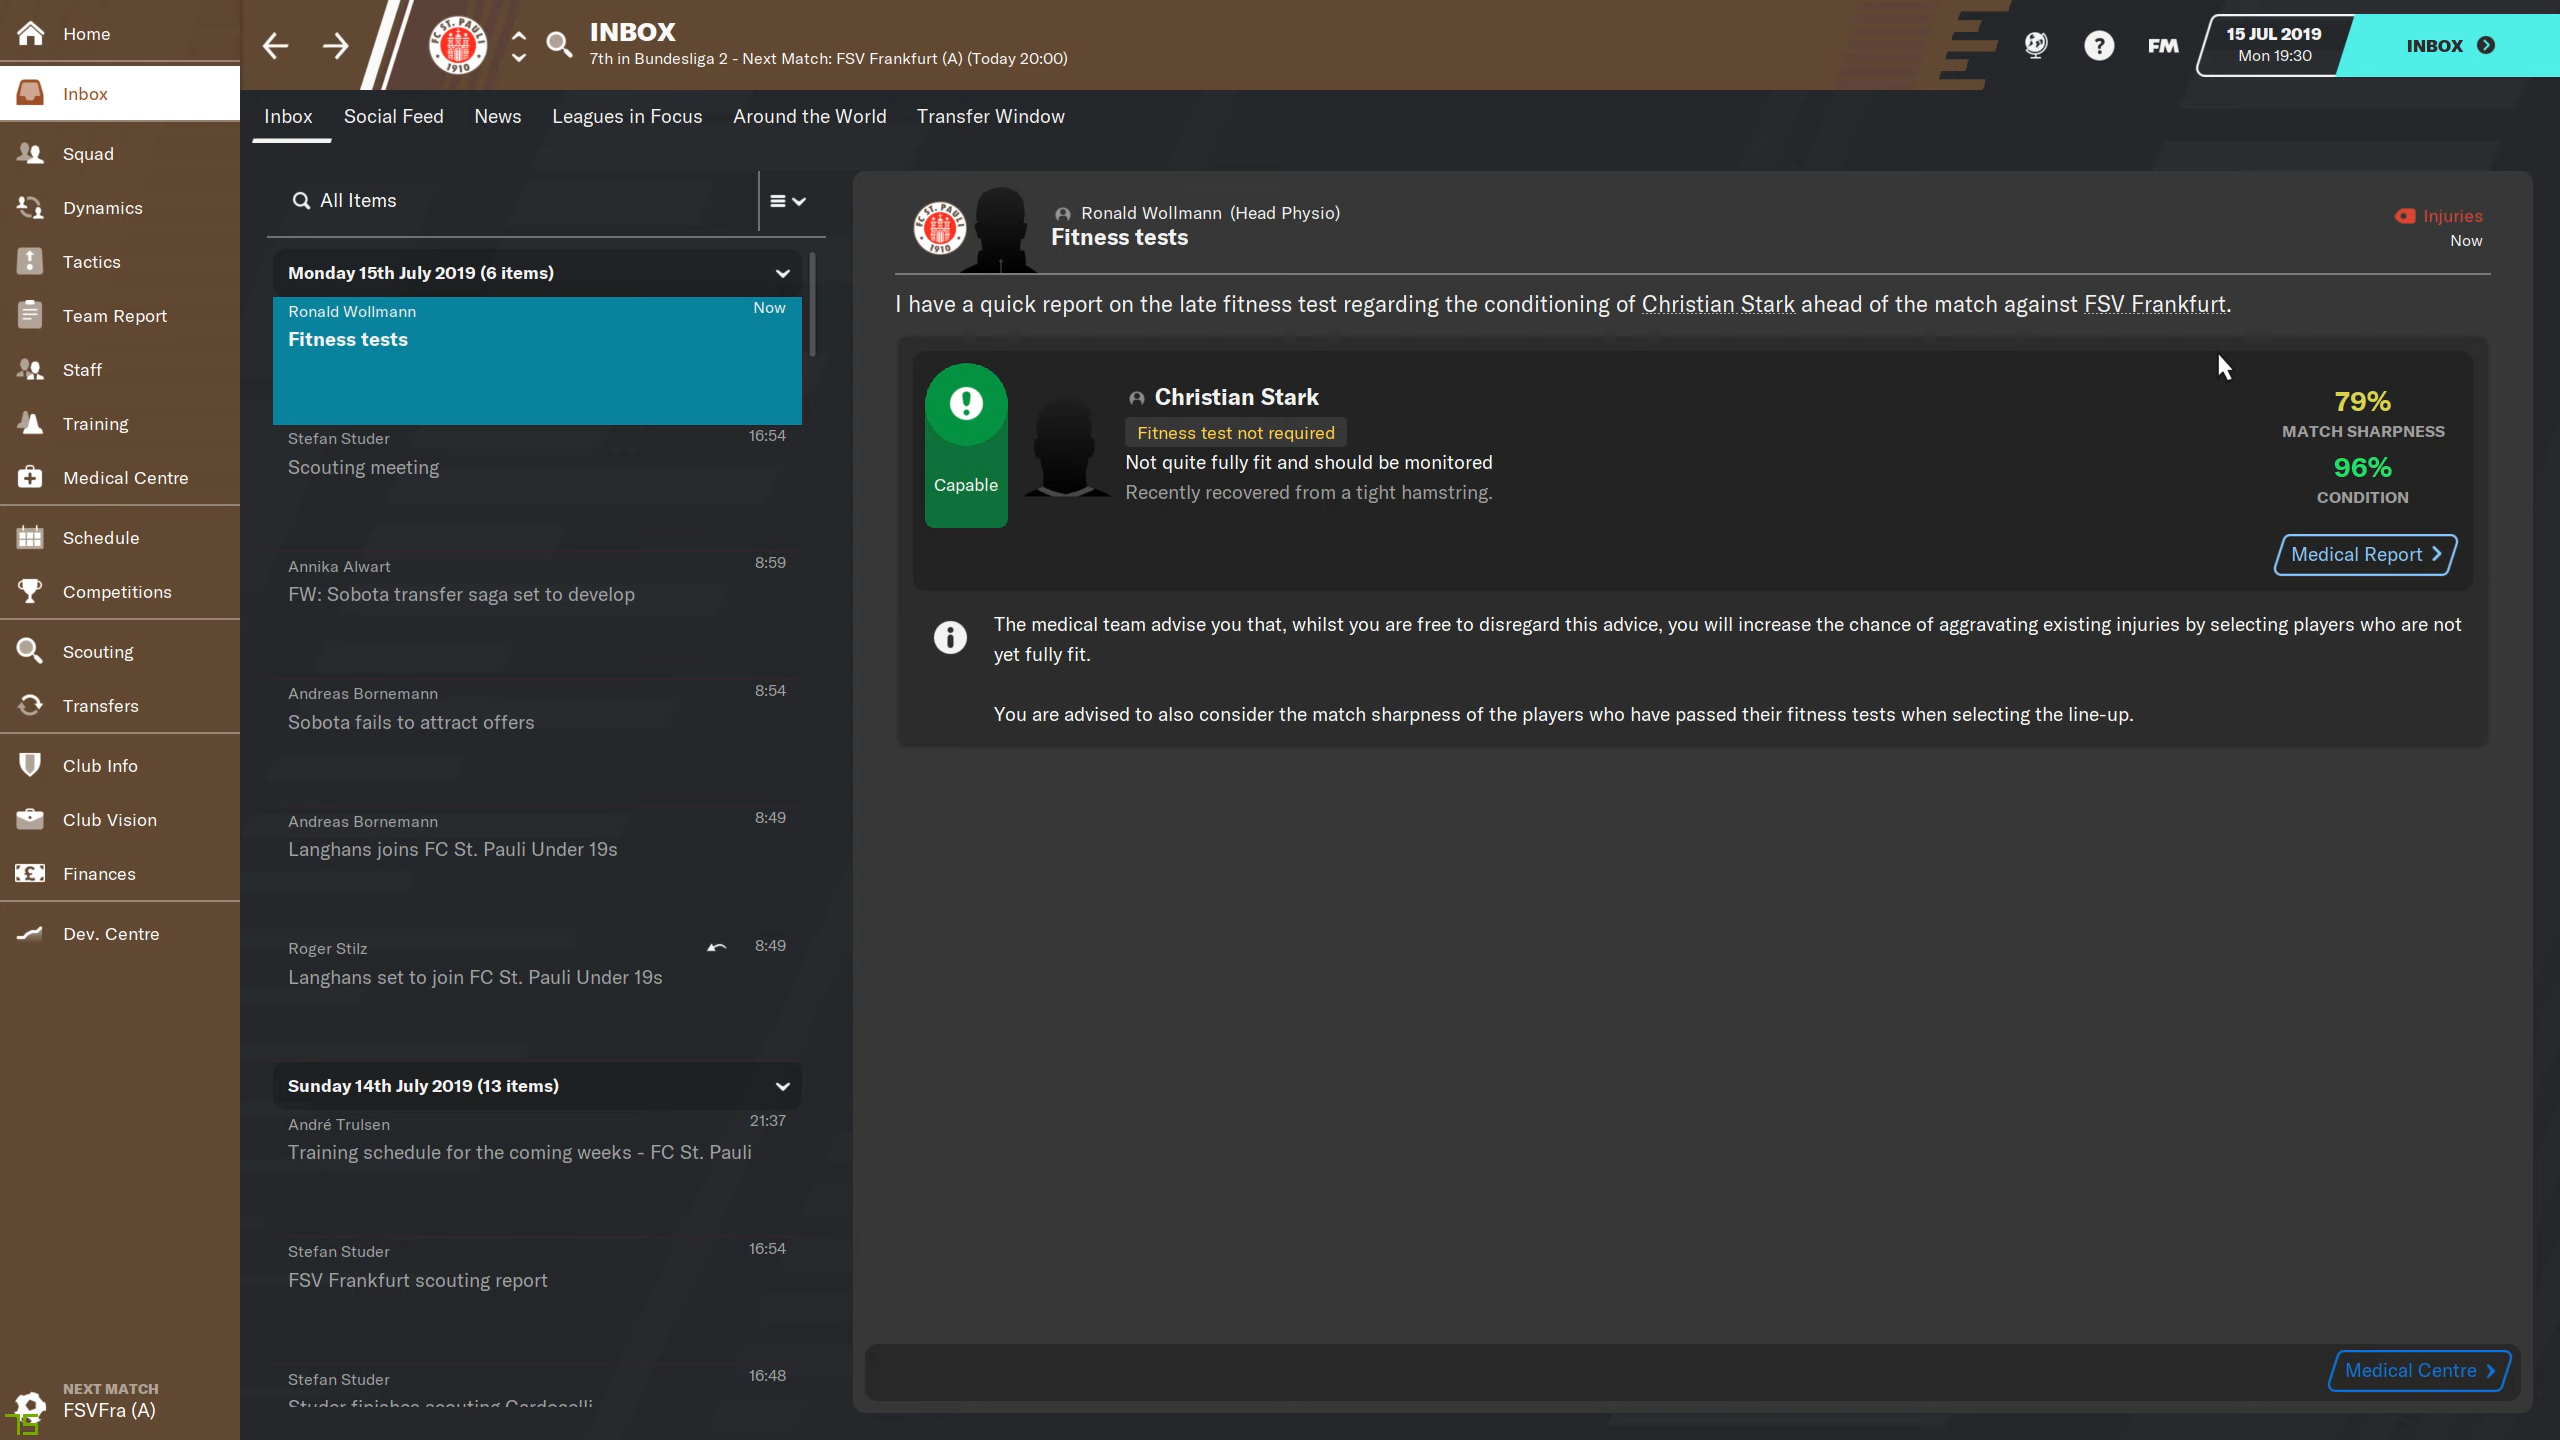 Home
Inbox
Squad
Dynamics
Tactics
Team Report
Staff
Training
Medical Centre
Schedule
Competitions
Scouting
Transfers
Club Info
Club Vision
Finances
Dev. Centre
NEXT MATCH
FSVFra (A)
75
FC ST. PAULI
1910
INBOX
7th in Bundesliga 2 - Next Match: FSV Frankfurt (A) (Today 20:00)
FM
15 JUL 2019
Mon 19:30
INBOX
Inbox Social Feed News Leagues in Focus Around the World Transfer Window
All Items
Monday 15th July 2019 (6 items)
Ronald Wollmann Now
Fitness tests
Stefan Studer 16:54
Scouting meeting
Annika Alwart 8:59
FW: Sobota transfer saga set to develop
Andreas Bornemann 8:54
Sobota fails to attract offers
Andreas Bornemann 8:49
Langhans joins FC St. Pauli Under 19s
Roger Stilz 8:49
Langhans set to join FC St. Pauli Under 19s
Sunday 14th July 2019 (13 items)
André Trulsen 21:37
Training schedule for the coming weeks - FC St. Pauli
Stefan Studer 16:54
FSV Frankfurt scouting report
Stefan Studer 16:48
Studer finishes scouting
FC ST. PAULI
1910
Ronald Wollmann (Head Physio)
Fitness tests
Injuries
Now
I have a quick report on the late fitness test regarding the conditioning of Christian Stark ahead of the match against FSV Frankfurt.
Capable
Christian Stark
Fitness test not required
Not quite fully fit and should be monitored
Recently recovered from a tight hamstring.
79%
MATCH SHARPNESS
96%
CONDITION
Medical Report
The medical team advise you that, whilst you are free to disregard this advice, you will increase the chance of aggravating existing injuries by selecting players who are not
yet fully fit.
You are advised to also consider the match sharpness of the players who have passed their fitness tests when selecting the line-up.
Medical Centre